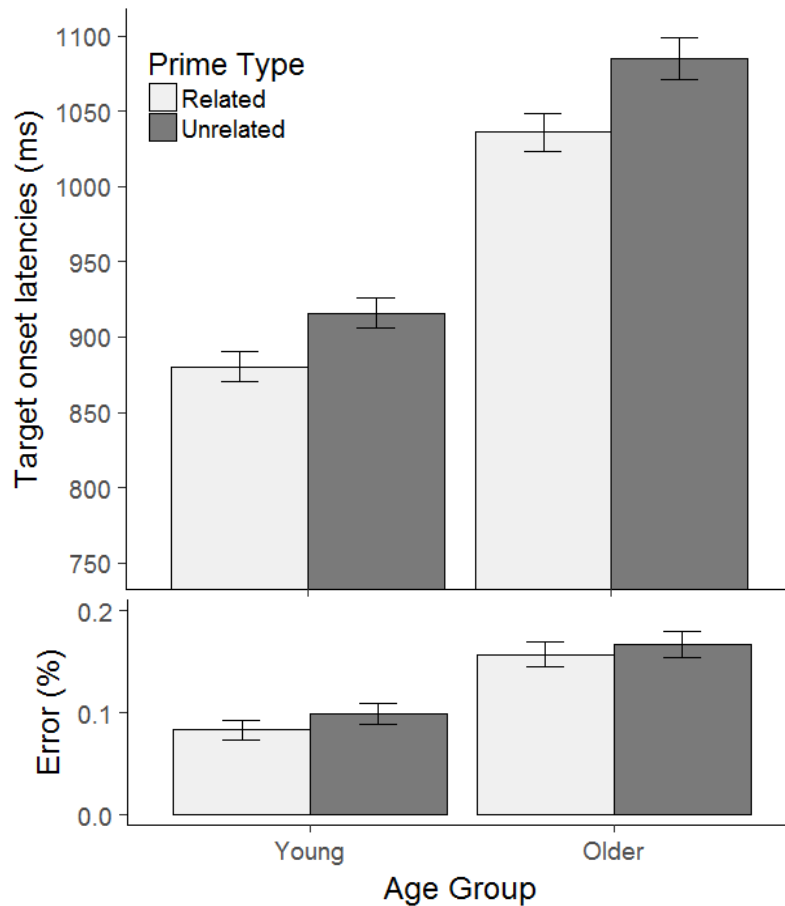 Target onset latencies (ms)
1100
1050
1000
950
900
850
800
750
Prime Type
Related
Unrelated
Error (%)
0.2
0.1
0.0
Young
Older
Age Group